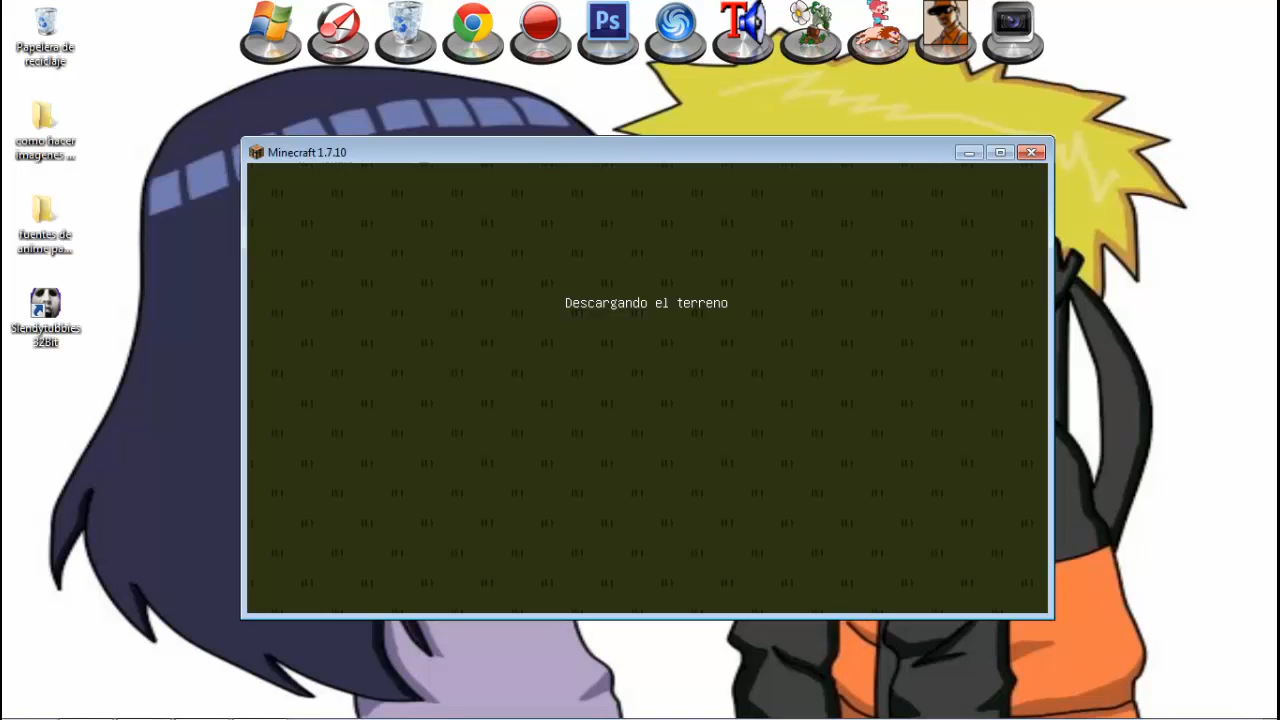 Ps
T
Papelera de
reciclaje
como hacer
imagenes ...
fuentes de
anime pa...
Slendytubbies
32Bit
Minecraft 1.7.10
Descargando el terreno